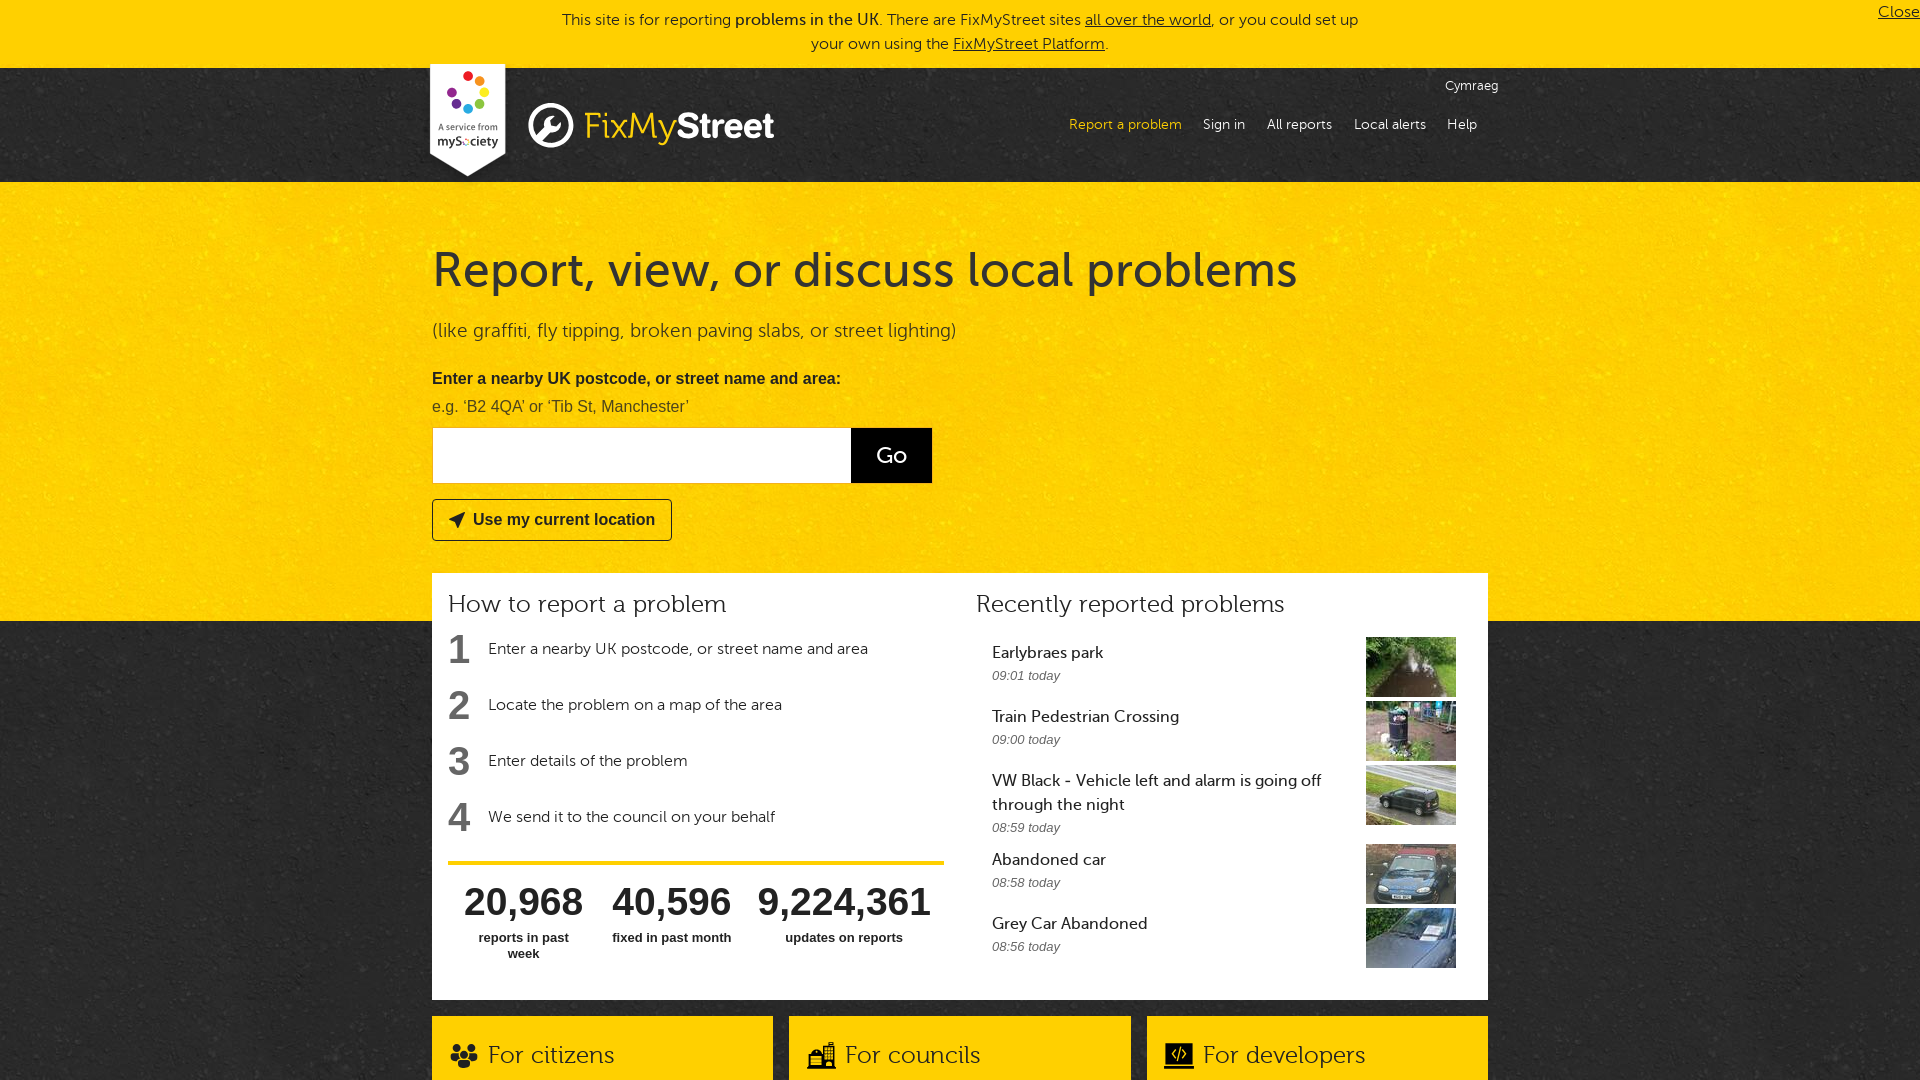 This site is for reporting problems in the UK. There are FixMyStreet sites all over the world, or you could set up
your own using the FixMyStreet Platform.
Close
A service from
mySociety
FixMyStreet
Cymraeg
Report a problem
Sign in
All reports
Local alerts
Help
Report, view, or discuss local problems
(like graffiti, fly tipping, broken paving slabs, or street lighting)
Enter a nearby UK postcode, or street name and area:
e.g. ‘B2 4QA’ or ‘Tib St, Manchester’
Go
Use my current location
How to report a problem
1 Enter a nearby UK postcode, or street name and area
2 Locate the problem on a map of the area
3 Enter details of the problem
4 We send it to the council on your behalf
20,968
reports in past
week
40,596
fixed in past month
9,224,361
updates on reports
Recently reported problems
Earlybraes park
09:01 today
Train Pedestrian Crossing
09:00 today
VW Black - Vehicle left and alarm is going off
through the night
08:59 today
Abandoned car
08:58 today
Grey Car Abandoned
08:56 today
For citizens
For councils
For developers